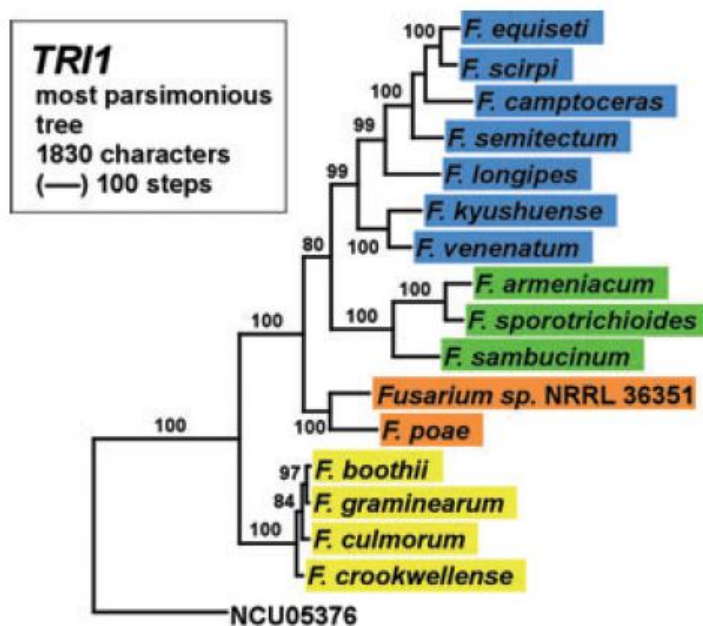 TRI1
most parsimonious
tree
1830 characters
(—) 100 steps
100
F. equiseti
F. scirpi
100
F. camptoceras
99
F. semitectum
99
F. longipes
F. kyushuense
100
F. venenatum
80
100
F. armeniacum
100
F. sporotrichioides
F. sambucinum
100
Fusarium sp. NRRL 36351
100
F. poae
100
97
F. boothii
84
F. graminearum
100
F. culmorum
F. crookwellense
NCU05376